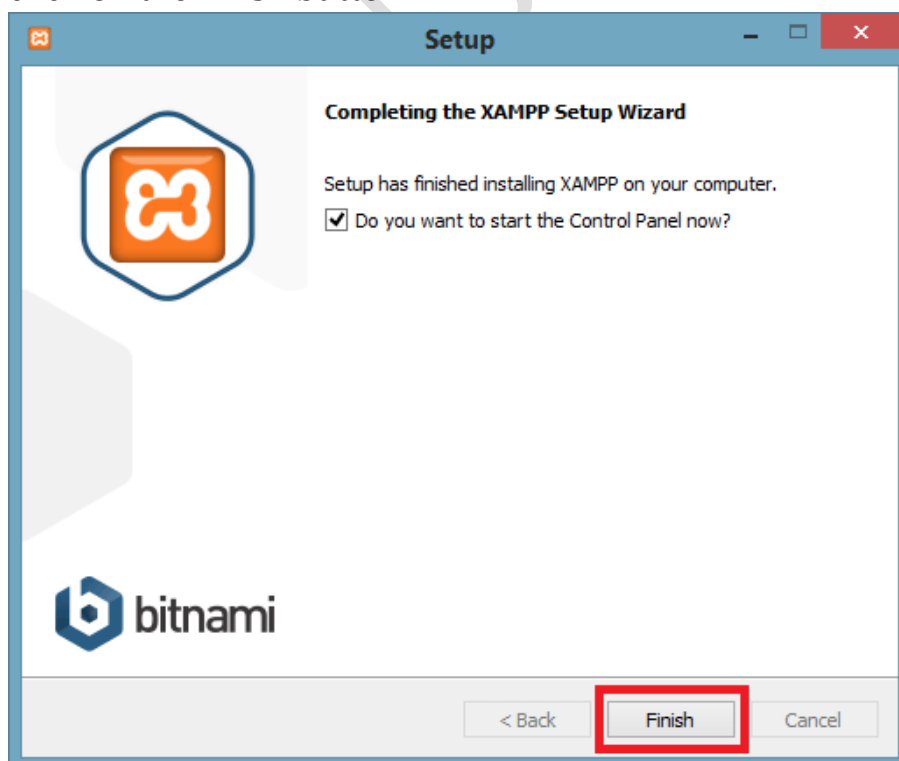 Setup
Completing the XAMPP Setup Wizard
Setup has finished installing XAMPP on your computer.
Do you want to start the Control Panel now?
bitnami
< Back Finish Cancel